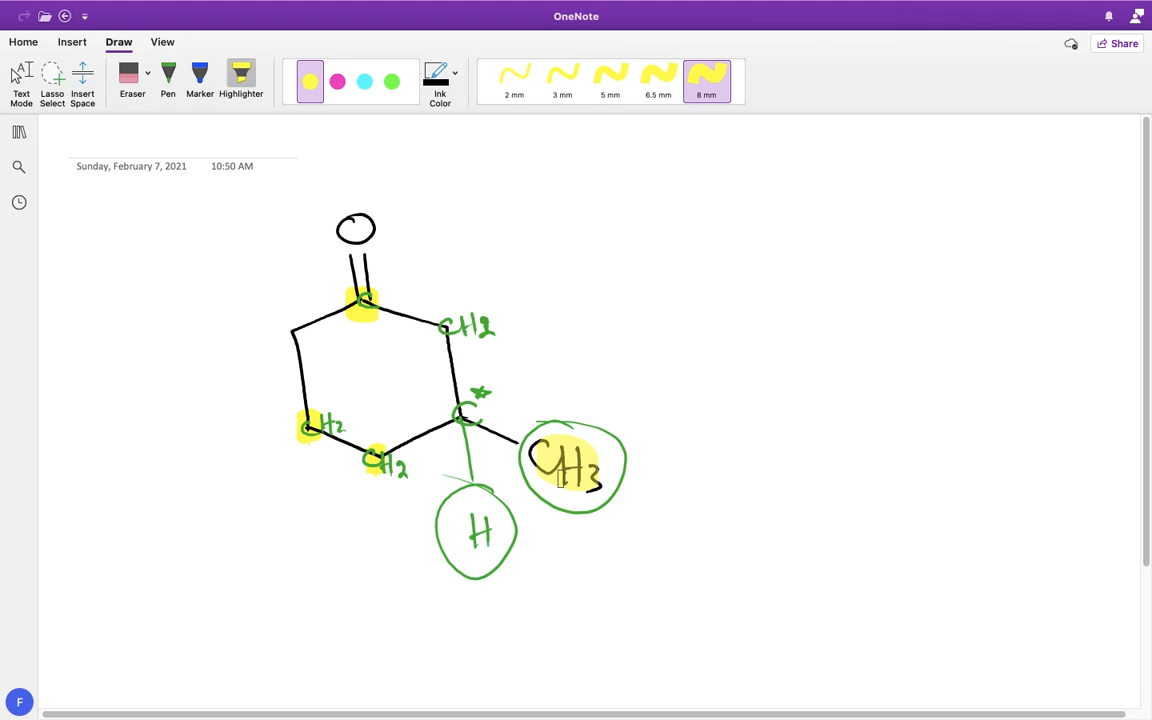 OneNote
Home Insert Draw View
Share
Text Mode
Lasso Select
Insert Space
Eraser
Pen
Marker
Highlighter
Ink Color
2 mm
3 mm
5 mm
6.5 mm
8 mm
Sunday, February 7, 2021 10:50 AM
O
C
CH2
C*
CH2
CH2
CH3
H
F